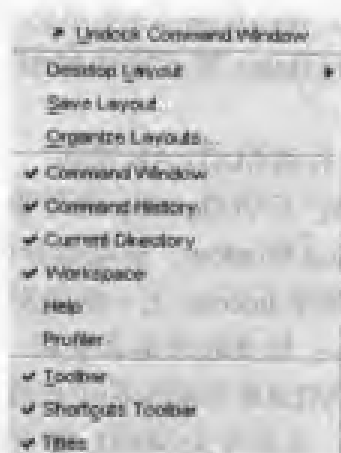 Undock Command Window
Desktop Layout
Save Layout...
Organize Layouts...
Command Window
Command History
Current Directory
Workspace
Help
Profiler
Toolbar
Shortcuts Toolbar
Titles